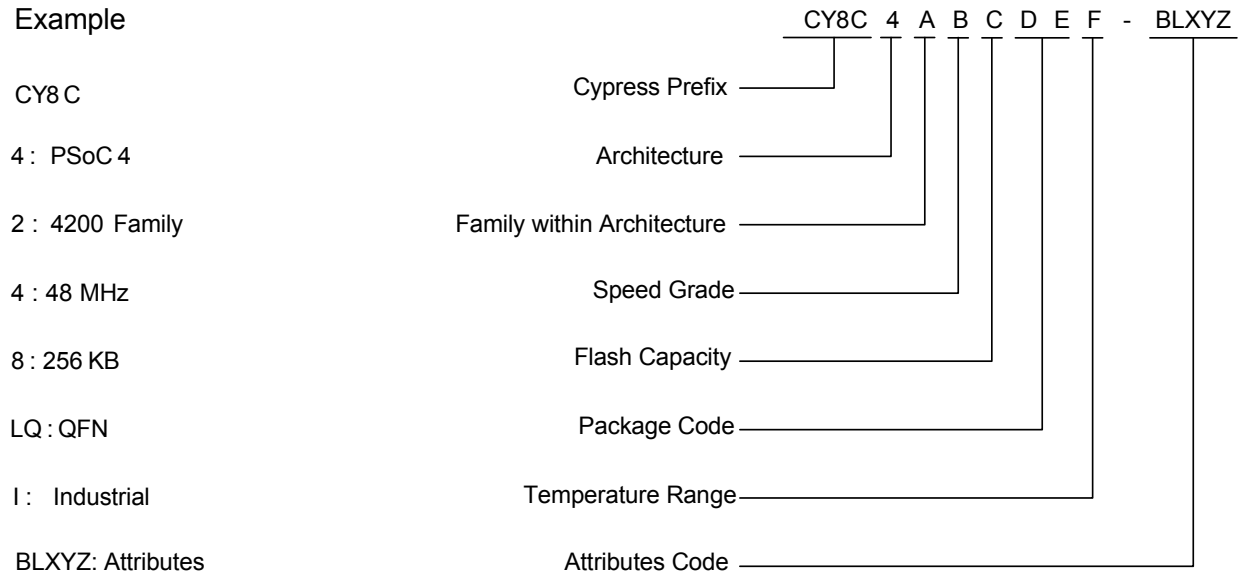 Example CY8C 4 A B C D E F - BLXYZ
CY8 C Cypress Prefix
4 : PSoC 4 Architecture
2 : 4200 Family Family within Architecture
4 : 48 MHz Speed Grade
8 : 256 KB Flash Capacity
LQ : QFN Package Code
I : Industrial Temperature Range
BLXYZ: Attributes Attributes Code